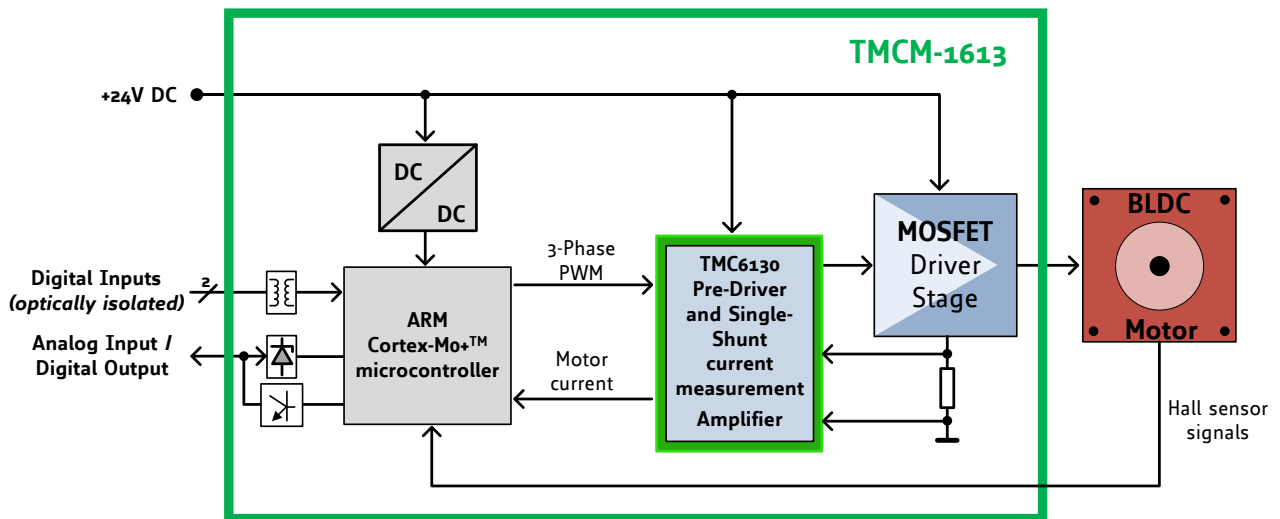 TMCM-1613
+24V DC
DC
DC
3-Phase
PWM
Digital Inputs
(optically isolated)
2
Analog Input /
Digital Output
ARM
Cortex-M0+™
microcontroller
Motor
current
TMC6130
Pre-Driver
and Single-
Shunt
current
measurement
Amplifier
MOSFET
Driver
Stage
BLDC
Motor
Hall sensor
signals